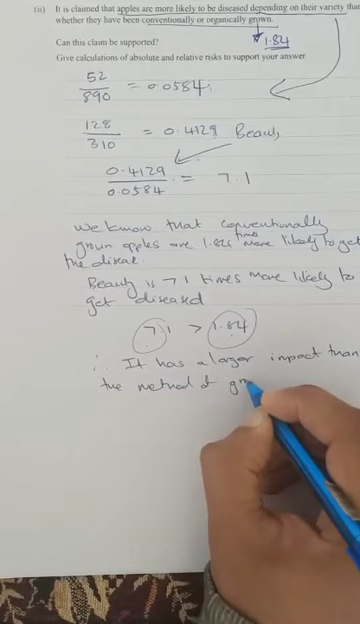 (ii) It is claimed that apples are more likely to be diseased depending on their variety than
whether they have been conventionally or organically grown.
1.84
Can this claim be supported?
Give calculations of absolute and relative risks to support your answer.
52/890 = 0.0584
128/310 = 0.4129 Beauty
0.4129/0.0584 = 7.1
We know that conventionally
times
grown apples are more likely to get
the disease.
Beauty is 7.1 times more likely to
get diseased
7.1 > 1.84
∴ It has a larger impact than
the method of